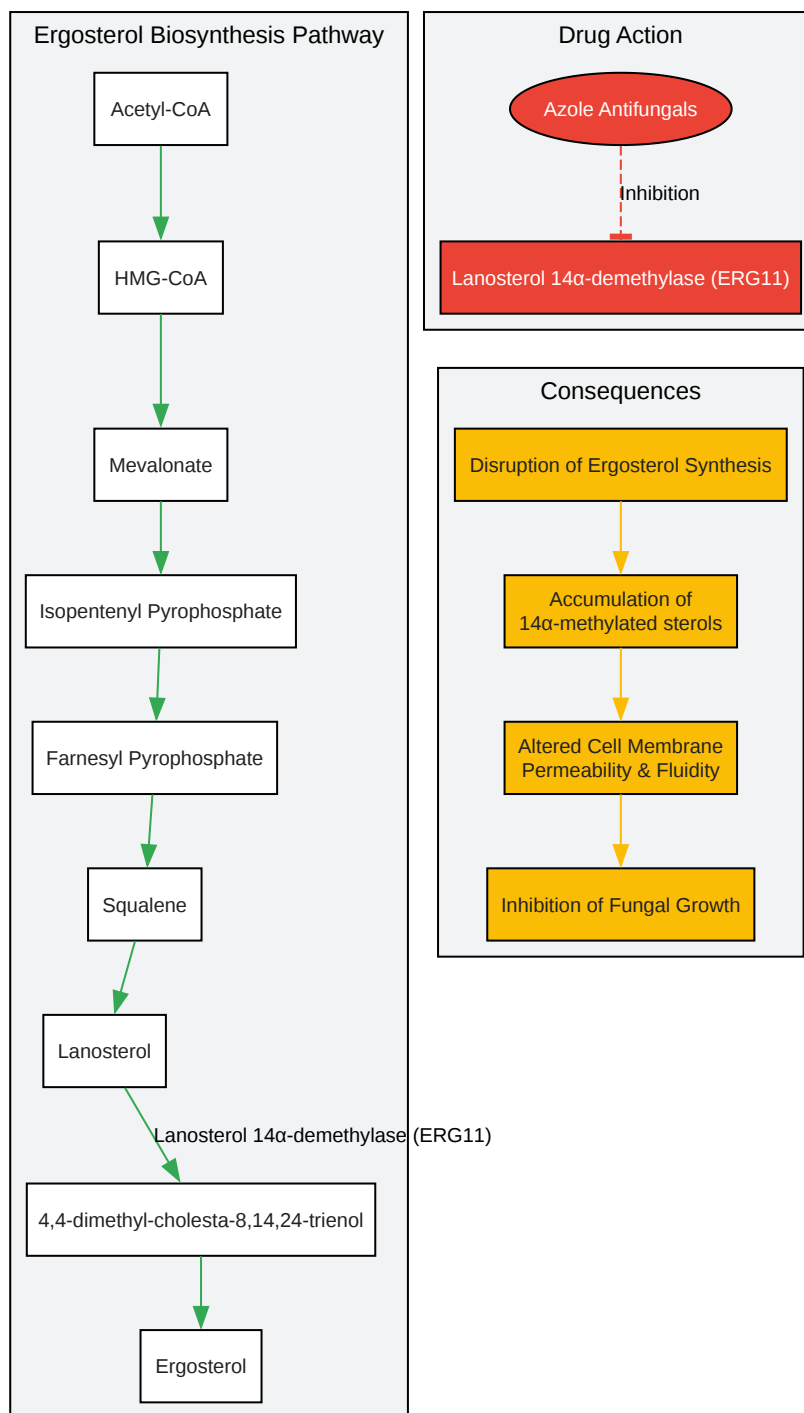 Ergosterol Biosynthesis Pathway
Acetyl-CoA
HMG-CoA
Mevalonate
Isopentenyl Pyrophosphate
Farnesyl Pyrophosphate
Squalene
Lanosterol
Lanosterol 14α-demethylase (ERG11)
4,4-dimethyl-cholesta-8,14,24-trienol
Ergosterol
Drug Action
Azole Antifungals
Inhibition
Lanosterol 14α-demethylase (ERG11)
Consequences
Disruption of Ergosterol Synthesis
Accumulation of
14α-methylated sterols
Altered Cell Membrane
Permeability & Fluidity
Inhibition of Fungal Growth